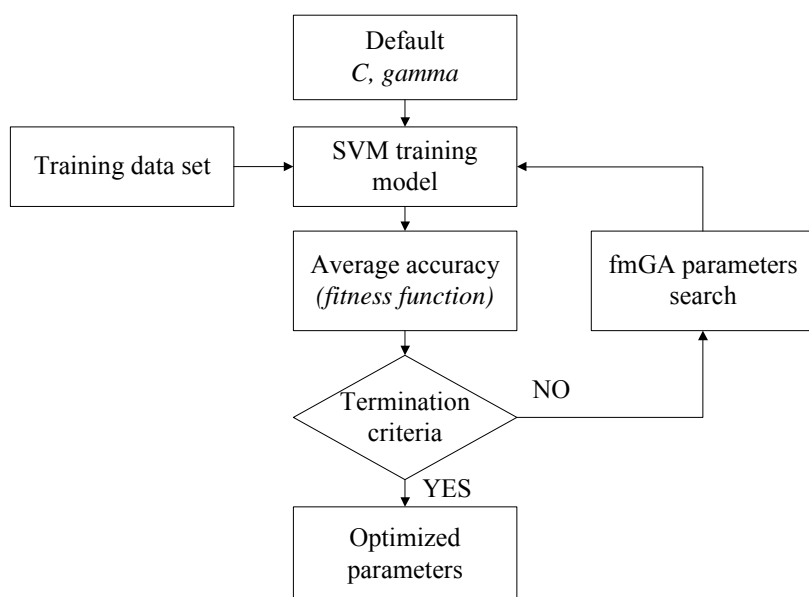 Default
C, gamma
Training data set
SVM training
model
Average accuracy
(fitness function)
fmGA parameters
search
Termination
criteria
NO
YES
Optimized
parameters